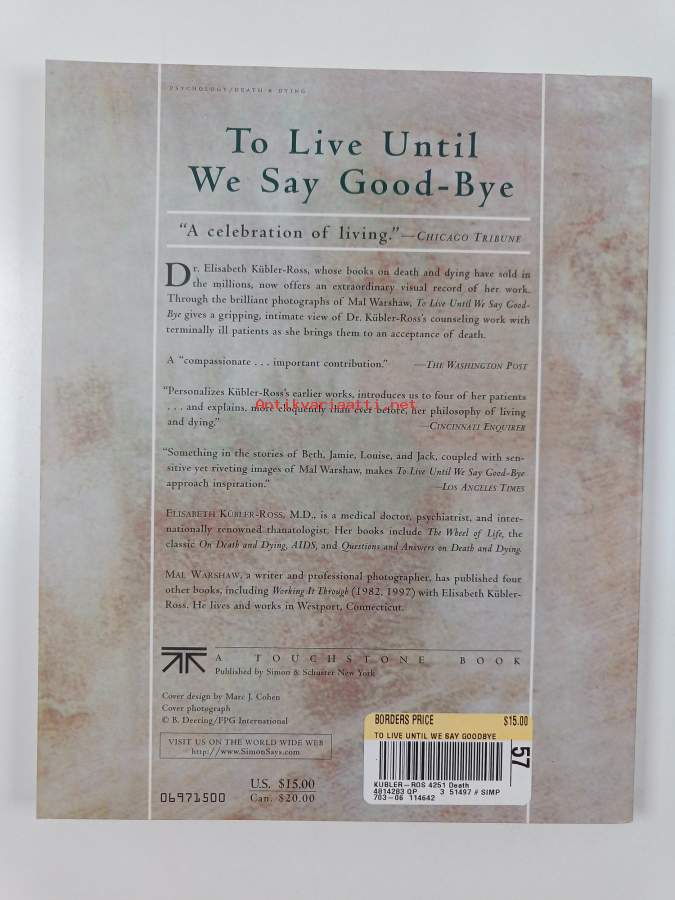 PSYCHOLOGY/DEATH & DYING
To Live Until
We Say Good-Bye
“A celebration of living.”—CHICAGO TRIBUNE
Dr. Elisabeth Kübler-Ross, whose books on death and dying have sold in
the millions, now offers an extraordinary visual record of her work.
Through the brilliant photographs of Mal Warshaw, To Live Until We Say Good-
Bye gives a gripping, intimate view of Dr. Kübler-Ross’s counseling work with
terminally ill patients as she brings them to an acceptance of death.
A “compassionate . . . important contribution.” —THE WASHINGTON POST
“Personalizes Kübler-Ross’s earlier works, introduces us to four of her patients
. . . and explains, more eloquently than ever before, her philosophy of living
Antikvariaatti.net
and dying.” —CINCINNATI ENQUIRER
“Something in the stories of Beth, Jamie, Louise, and Jack, coupled with sen-
sitive yet riveting images of Mal Warshaw, makes To Live Until We Say Good-Bye
approach inspiration.” —LOS ANGELES TIMES
ELISABETH KÜBLER-ROSS, M.D., is a medical doctor, psychiatrist, and inter-
nationally renowned thanatologist. Her books include The Wheel of Life, the
classic On Death and Dying, AIDS, and Questions and Answers on Death and Dying.
MAL WARSHAW, a writer and professional photographer, has published four
other books, including Working It Through (1982, 1997) with Elisabeth Kübler-
Ross. He lives and works in Westport, Connecticut.
A TOUCHSTONE BOOK
Published by Simon & Schuster New York
Cover design by Marc J. Cohen
Cover photograph
© B. Deering/FPG International
VISIT US ON THE WORLD WIDE WEB
http://www.SimonSays.com
U.S. $15.00
Can. $20.00
06971500
BORDERS PRICE $15.00
TO LIVE UNTIL WE SAY GOODBYE
57
KUBLER-ROS 4251 Death
4814283 QP 3 51497 # SIMP
703-06 114642